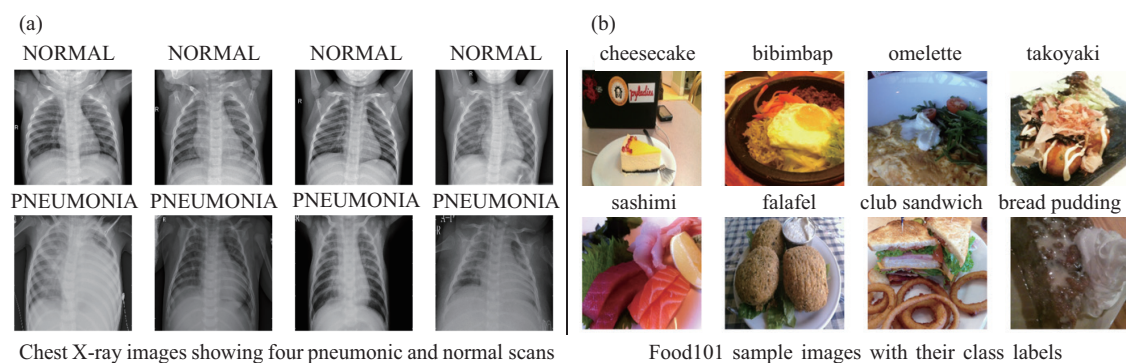 (a)
NORMAL NORMAL NORMAL NORMAL
PNEUMONIA PNEUMONIA PNEUMONIA PNEUMONIA
Chest X-ray images showing four pneumonic and normal scans
(b)
cheesecake bibimbap omelette takoyaki
pyladies
sashimi falafel club sandwich bread pudding
Food101 sample images with their class labels
R
R
R
R
A-P
R